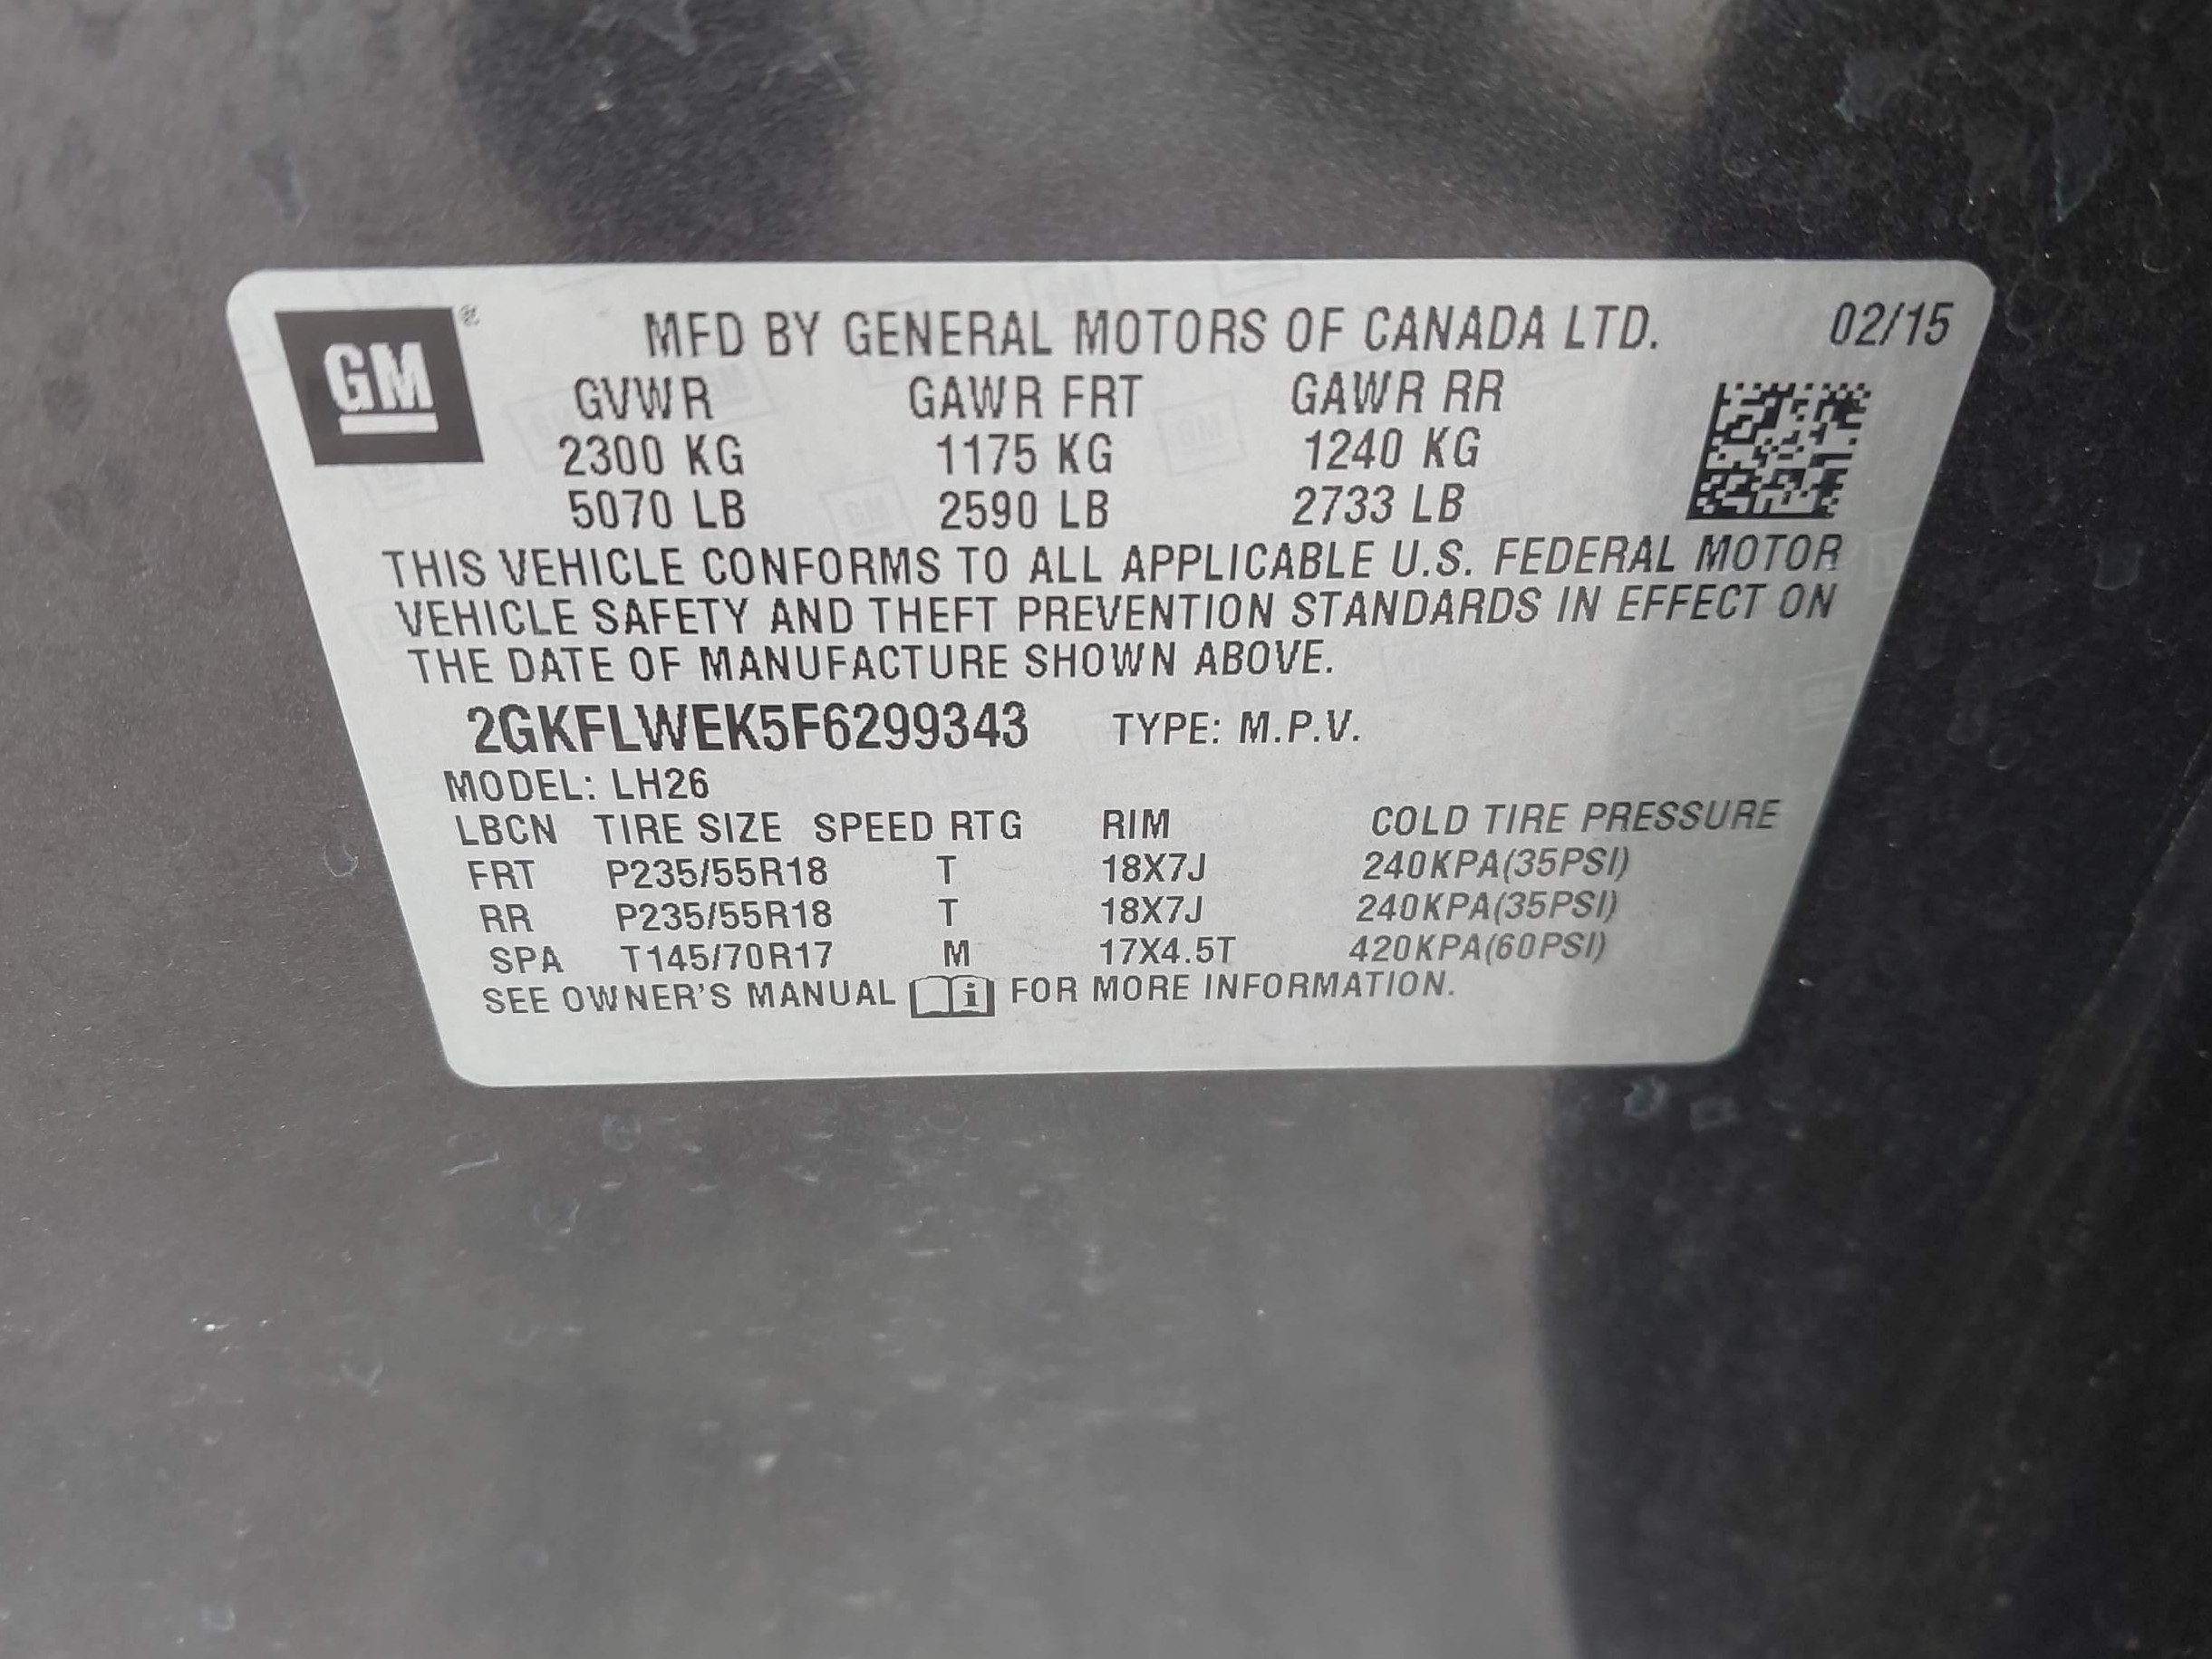 GM ®
MFD BY GENERAL MOTORS OF CANADA LTD. 02/15
GVWR GAWR FRT GAWR RR
2300 KG 1175 KG 1240 KG
5070 LB 2590 LB 2733 LB
THIS VEHICLE CONFORMS TO ALL APPLICABLE U.S. FEDERAL MOTOR
VEHICLE SAFETY AND THEFT PREVENTION STANDARDS IN EFFECT ON
THE DATE OF MANUFACTURE SHOWN ABOVE.
2GKFLWEK5F6299343 TYPE: M.P.V.
MODEL: LH26
LBCN TIRE SIZE SPEED RTG RIM COLD TIRE PRESSURE
FRT P235/55R18 T 18X7J 240KPA(35PSI)
RR P235/55R18 T 18X7J 240KPA(35PSI)
SPA T145/70R17 M 17X4.5T 420KPA(60PSI)
SEE OWNER'S MANUAL i FOR MORE INFORMATION.